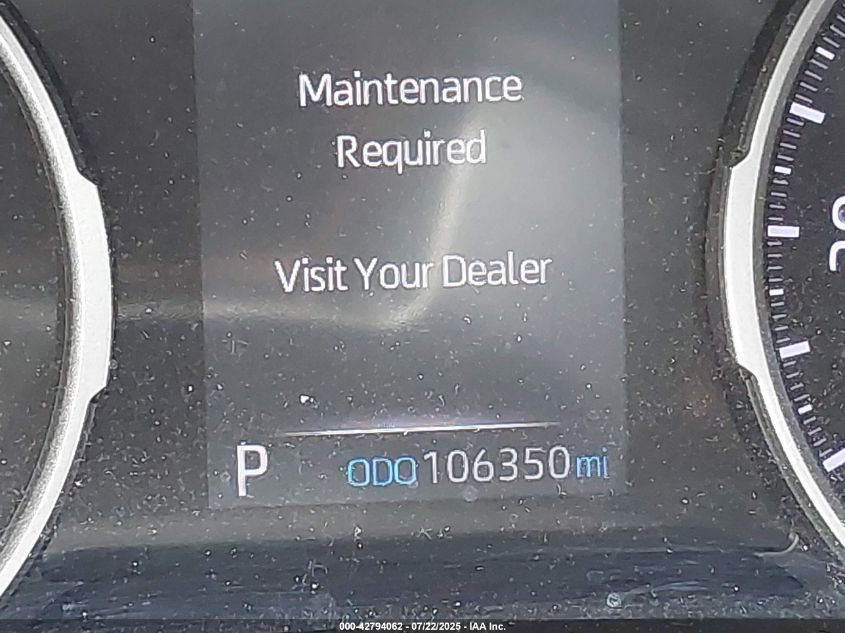 Maintenance
Required
Visit Your Dealer
P ODO 106350 mi
000-42794062 - 07/22/2025 - IAA Inc.